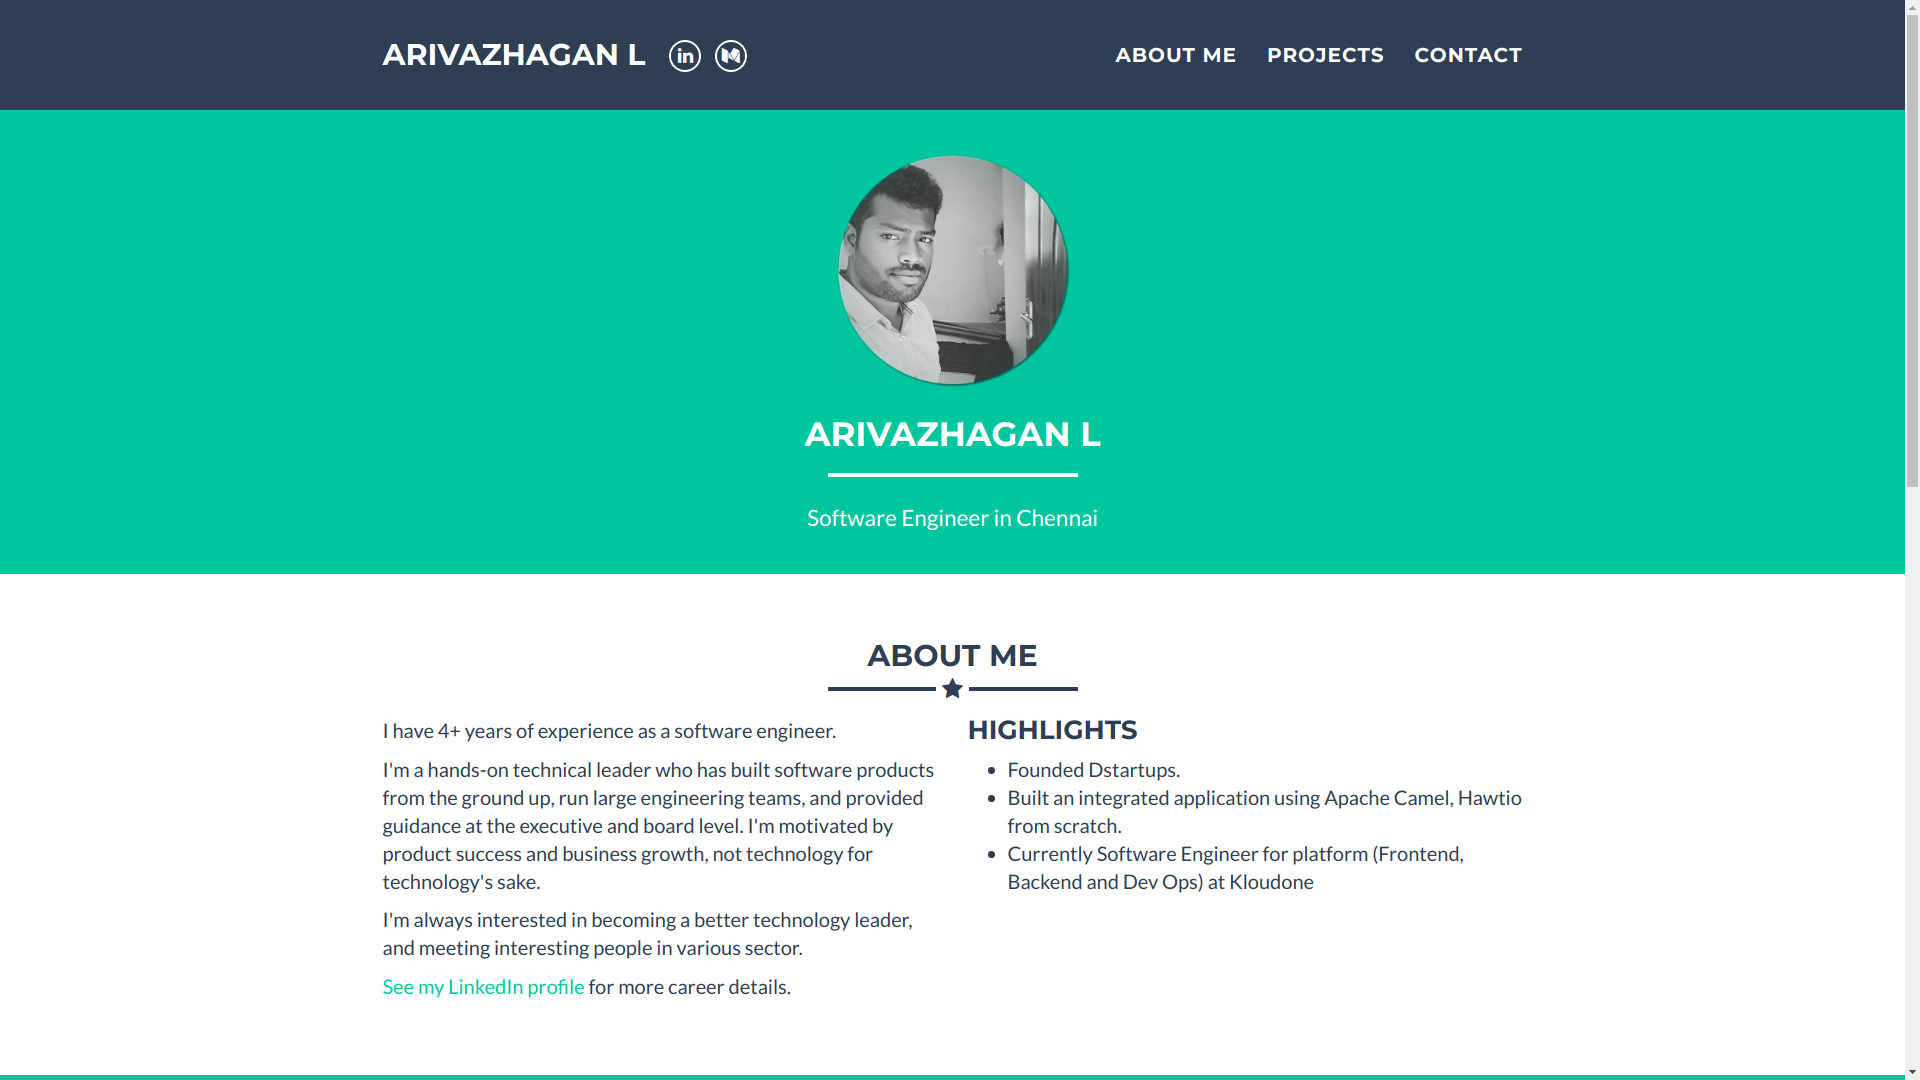 ARIVAZHAGAN L
ABOUT ME PROJECTS CONTACT
ARIVAZHAGAN L
Software Engineer in Chennai
ABOUT ME
I have 4+ years of experience as a software engineer.
I'm a hands-on technical leader who has built software products
from the ground up, run large engineering teams, and provided
guidance at the executive and board level. I'm motivated by
product success and business growth, not technology for
technology's sake.
I'm always interested in becoming a better technology leader,
and meeting interesting people in various sector.
See my LinkedIn profile for more career details.
HIGHLIGHTS
Founded Dstartups.
Built an integrated application using Apache Camel, Hawtio
from scratch.
Currently Software Engineer for platform (Frontend,
Backend and Dev Ops) at Kloudone